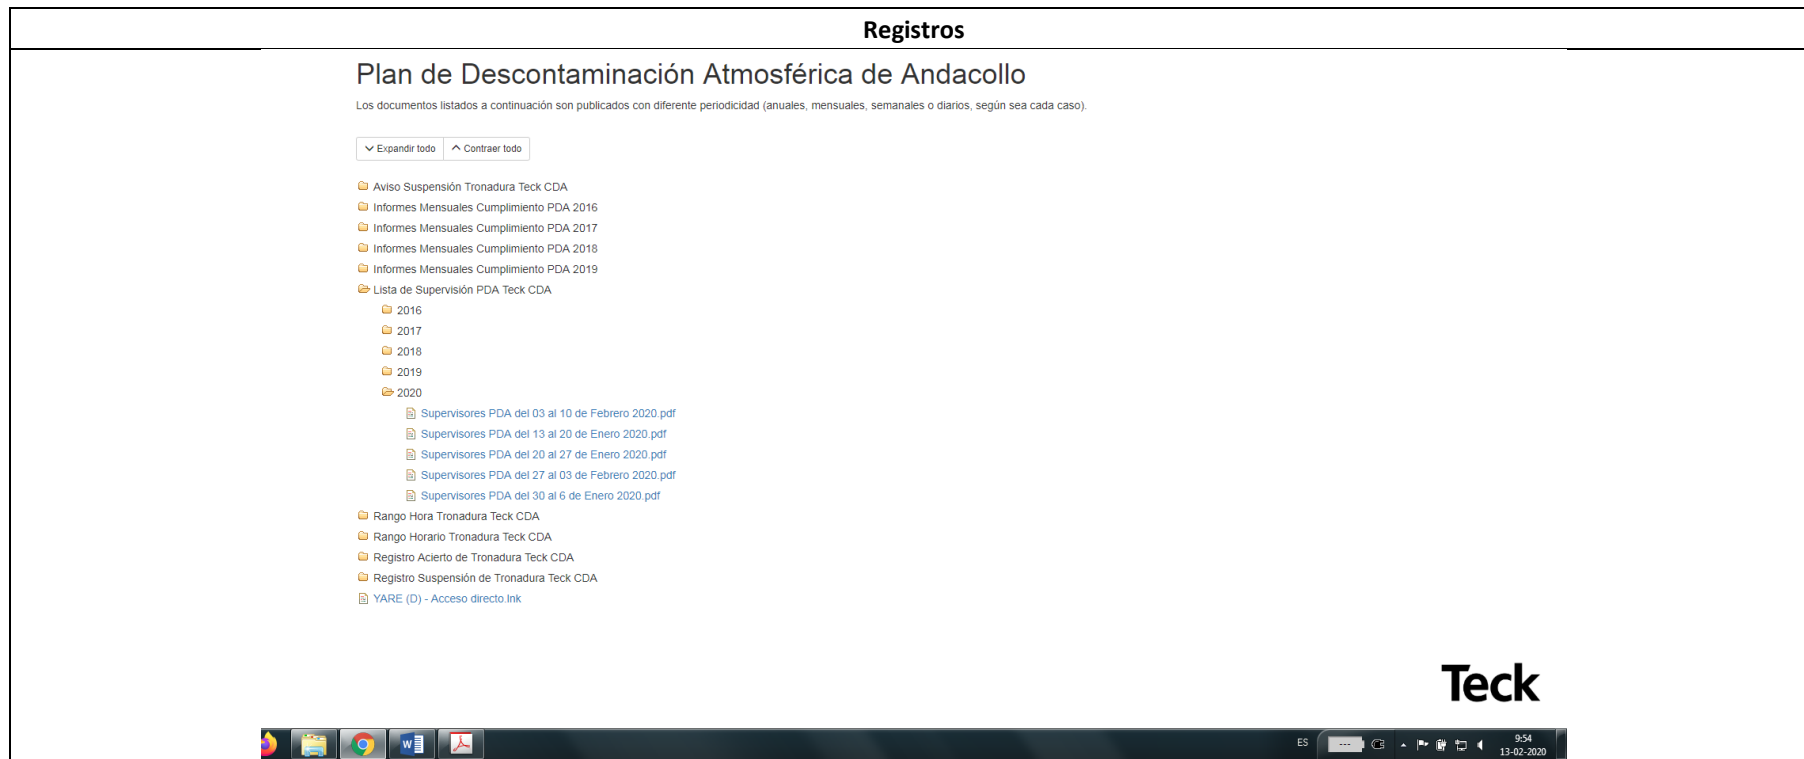 Registros
Plan de Descontaminación Atmosférica de Andacollo
Los documentos listados a continuación son publicados con diferente periodicidad (anuales, mensuales, semanales o diarios, según sea cada caso).
Expandir todo Contraer todo
Aviso Suspensión Tronadura Teck CDA
Informes Mensuales Cumplimiento PDA 2016
Informes Mensuales Cumplimiento PDA 2017
Informes Mensuales Cumplimiento PDA 2018
Informes Mensuales Cumplimiento PDA 2019
Lista de Supervisión PDA Teck CDA
2016
2017
2018
2019
2020
Supervisores PDA del 03 al 10 de Febrero 2020.pdf
Supervisores PDA del 13 al 20 de Enero 2020.pdf
Supervisores PDA del 20 al 27 de Enero 2020.pdf
Supervisores PDA del 27 al 03 de Febrero 2020.pdf
Supervisores PDA del 30 al 6 de Enero 2020.pdf
Rango Hora Tronadura Teck CDA
Rango Horario Tronadura Teck CDA
Registro Acierto de Tronadura Teck CDA
Registro Suspensión de Tronadura Teck CDA
YARE (D) - Acceso directo.lnk
Teck
ES --- 9:54
13-02-2020